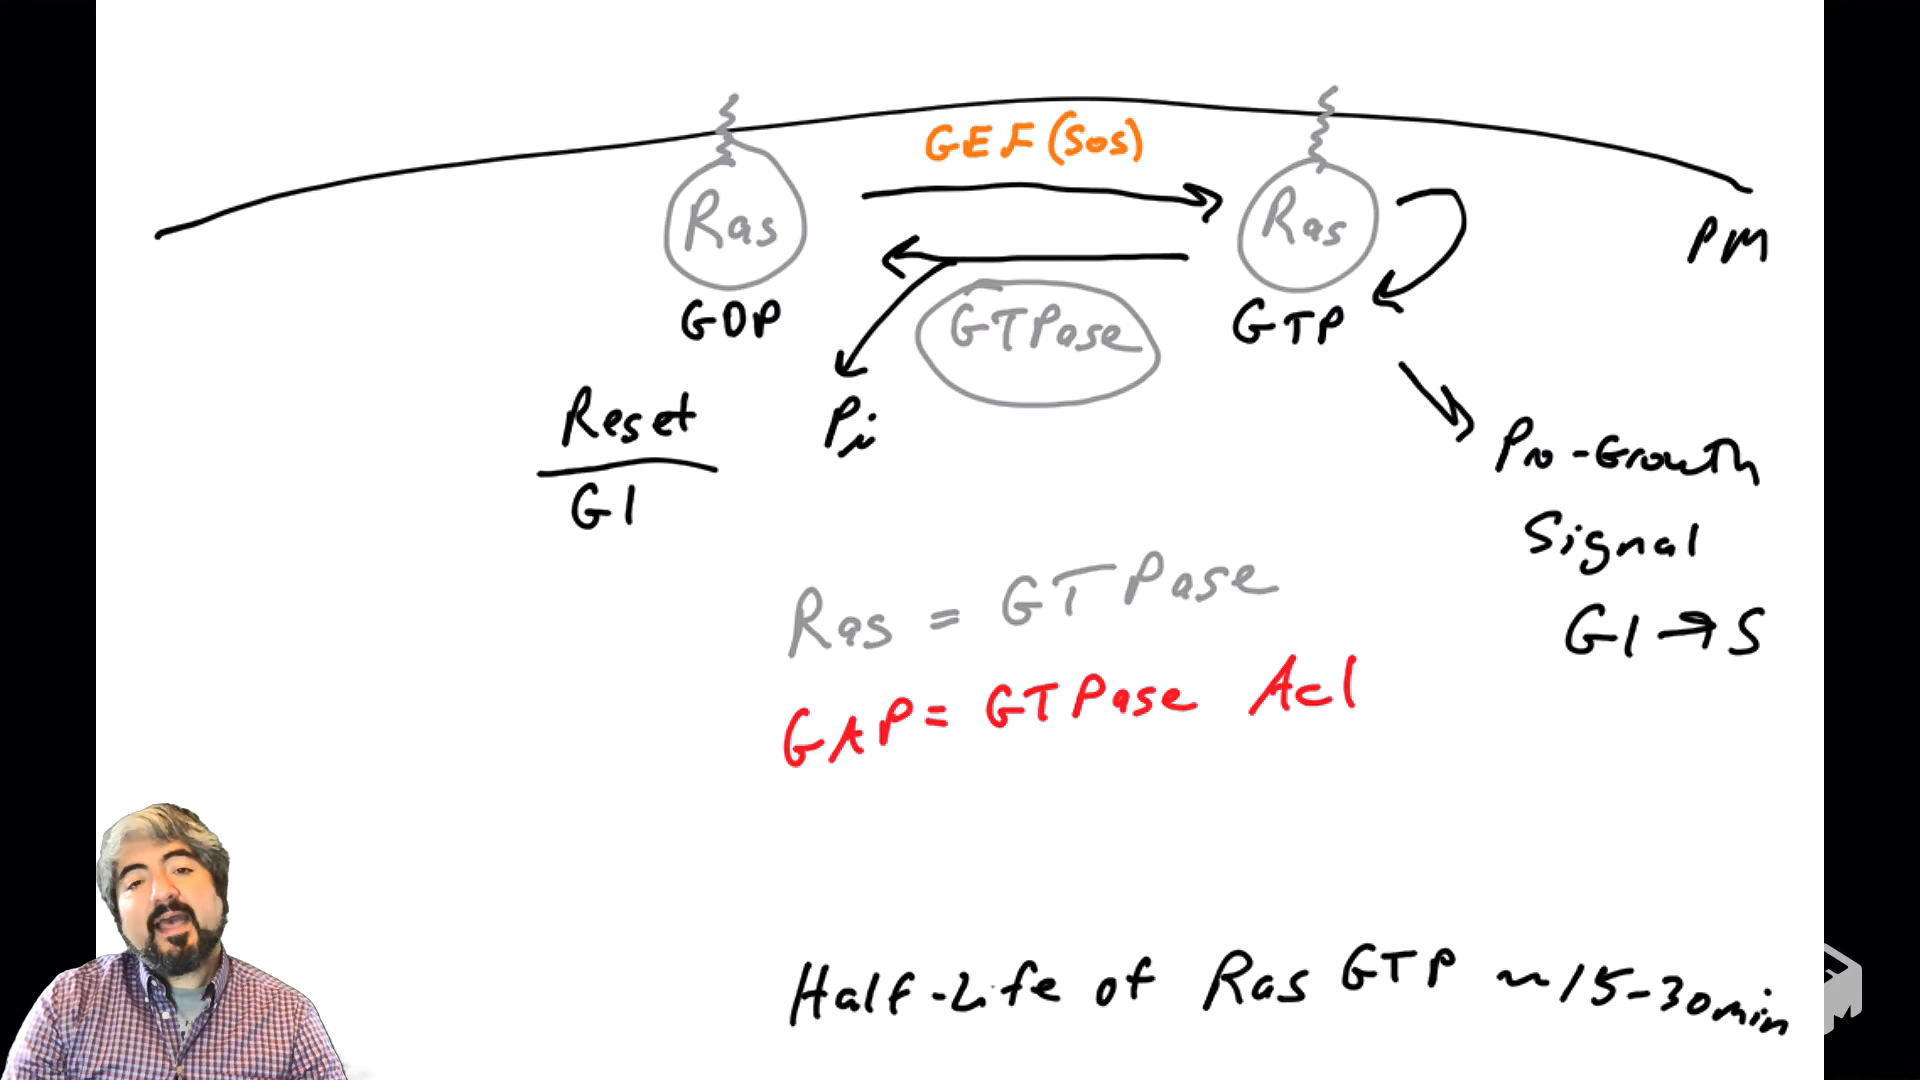 GEF (Sos)
Ras
Ras
PM
GDP
GTPase
GTP
Reset
Pi
G1
Pro-Growth
Signal
G1 → S
Ras = GTPase
GAP = GTPase Act
Half-Life of Ras GTP ~15-30min